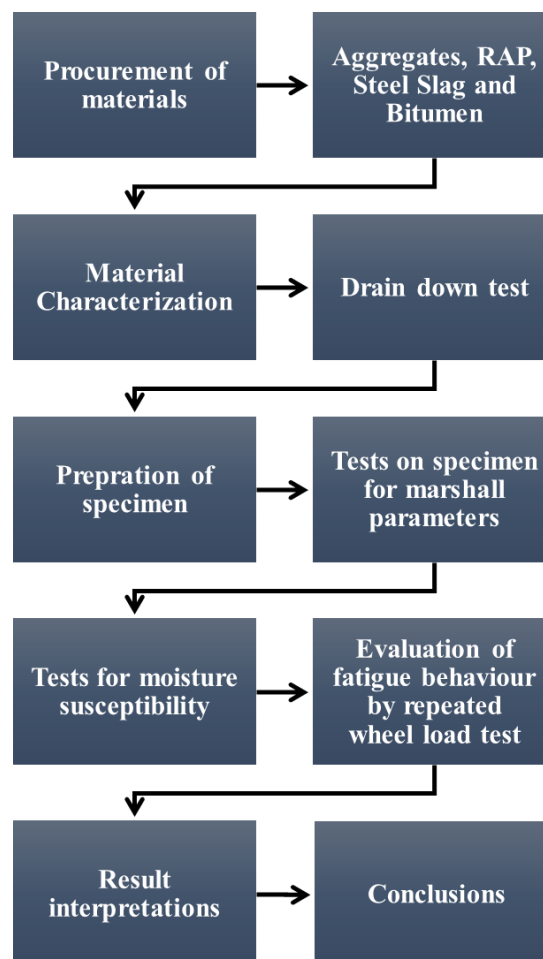 Procurement of
materials
Aggregates, RAP,
Steel Slag and
Bitumen
Material
Characterization
Drain down test
Prepration of
specimen
Tests on specimen
for marshall
parameters
Tests for moisture
susceptibility
Evaluation of
fatigue behaviour
by repeated
wheel load test
Result
interpretations
Conclusions